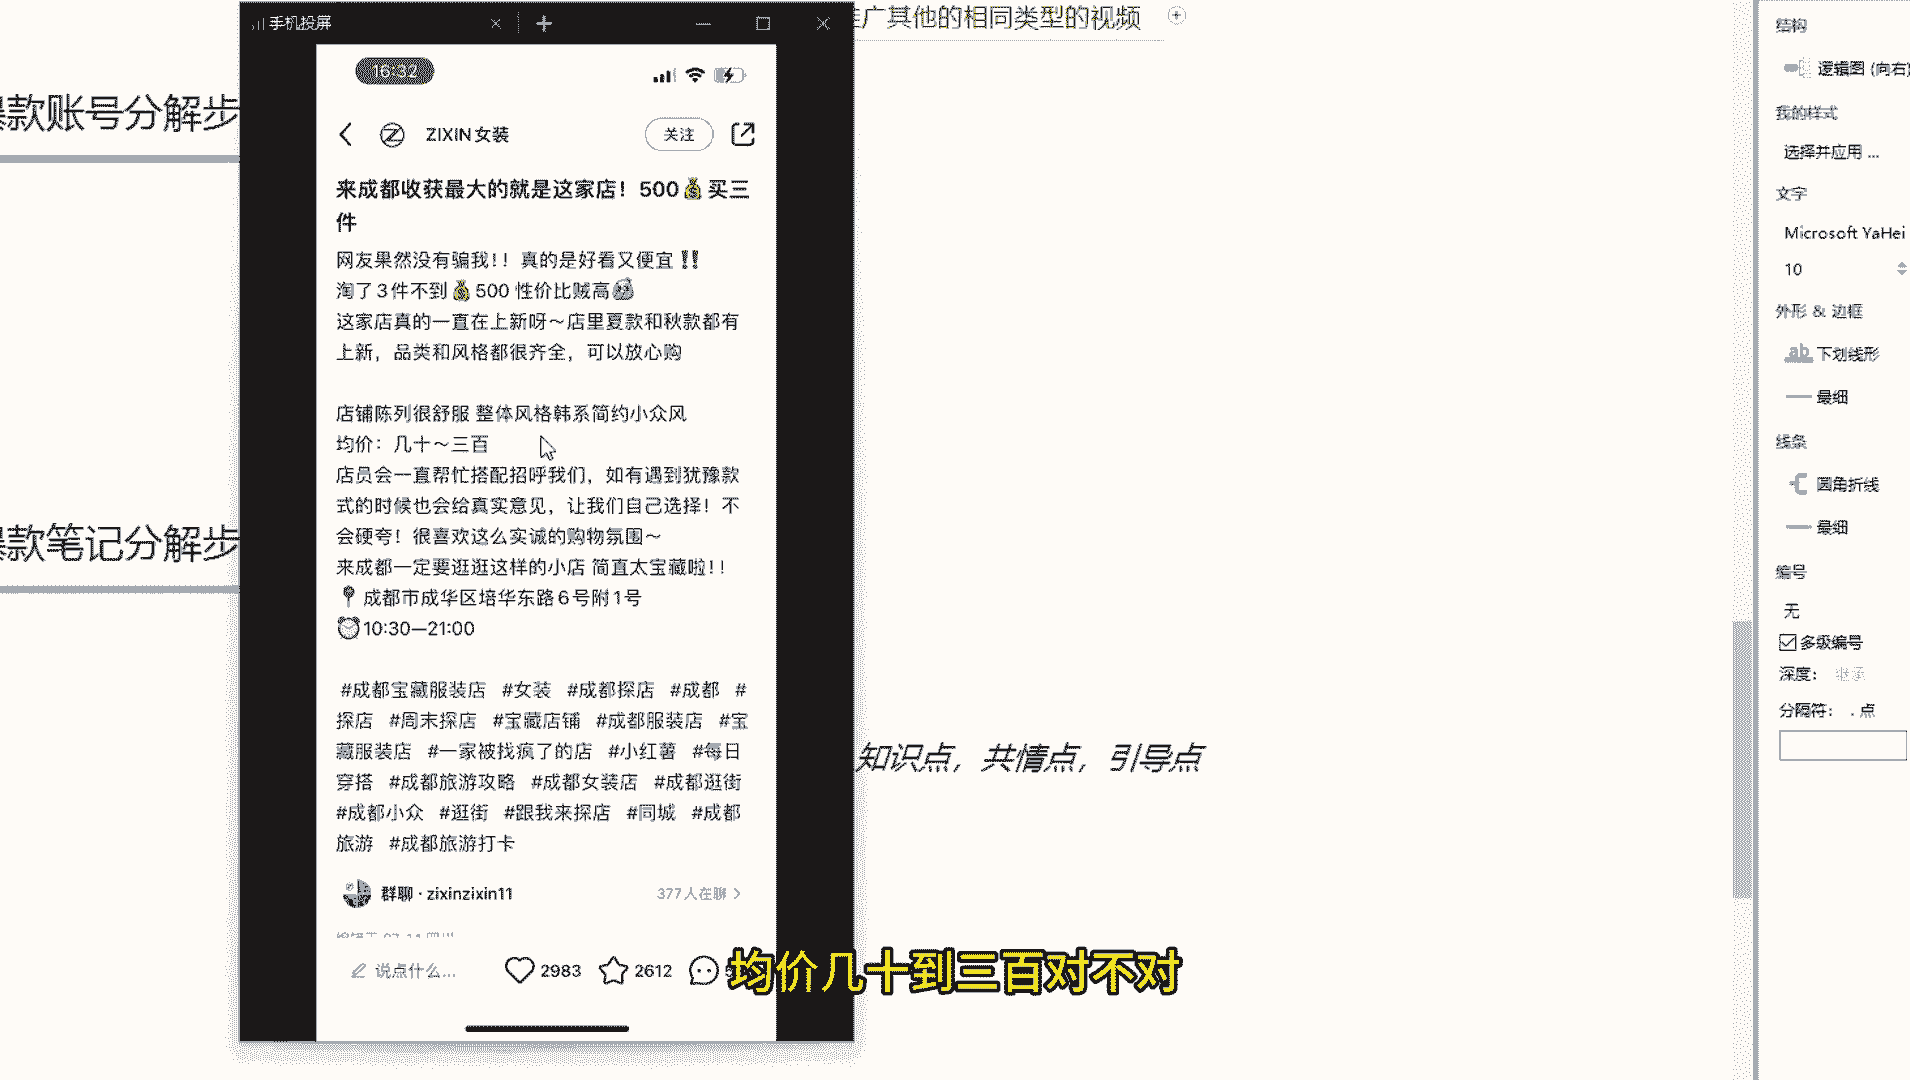 手机投屏
推广其他的相同类型的视频
爆款账号分解步
16:32
ZIXIN女装
关注
来成都收获最大的就是这家店！500💰买三
件
网友果然没有骗我!！真的是好看又便宜‼️
淘了3件不到💰500 性价比贼高
这家店真的一直在上新呀～店里夏款和秋款都有
上新，品类和风格都很齐全，可以放心购
店铺陈列很舒服 整体风格韩系简约小众风
均价：几十～三百
店员会一直帮忙搭配招呼我们，如有遇到犹豫款
式的时候也会给真实意见，让我们自己选择！不
会硬夸！很喜欢这么实诚的购物氛围～
来成都一定要逛逛这样的小店 简直太宝藏啦!!
📍成都市成华区培华东路6号附1号
⏰10:30—21:00
#成都宝藏服装店 #女装 #成都探店 #成都 #
探店 #周末探店 #宝藏店铺 #成都服装店 #宝
藏服装店 #一家被找疯了的店 #小红薯 #每日
穿搭 #成都旅游攻略 #成都女装店 #成都逛街
#成都小众 #逛街 #跟我来探店 #同城 #成都
旅游 #成都旅游打卡
群聊 · zixinzixin11
377人在聊
说点什么...
2983
2612
爆款笔记分解步
知识点，共情点，引导点
均价几十到三百对不对
结构
逻辑图 (向右)
我的样式
选择并应用 ...
文字
Microsoft YaHei
10
外形 & 边框
下划线形
最细
线条
圆角折线
最细
编号
无
多级编号
深度：
继承
分隔符：
. 点